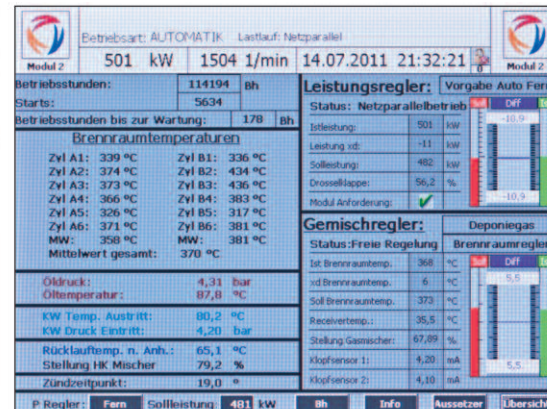 Betriebsart: AUTOMATIK Lastlauf: Netzparallel
Modul 2 501 kW 1504 1/min 14.07.2011 21:32:21 0 Modul 2
Betriebsstunden: 114194 Bh
Starts: 5634
Betriebsstunden bis zur Wartung: 178 Bh
Brennraumtemperaturen
Zyl A1: 339 °C Zyl B1: 336 °C
Zyl A2: 374 °C Zyl B2: 434 °C
Zyl A3: 373 °C Zyl B3: 436 °C
Zyl A4: 366 °C Zyl B4: 383 °C
Zyl A5: 326 °C Zyl B5: 317 °C
Zyl A6: 371 °C Zyl B6: 381 °C
MW: 358 °C MW: 381 °C
Mittelwert gesamt: 370 °C
Öldruck: 4,31 bar
Öltemperatur: 87,8 °C
KW Temp. Austritt: 80,2 °C
KW Druck Eintritt: 4,20 bar
Rücklauftemp. n. Anh.: 65,1 °C
Stellung HK Mischer 79,2 %
Zündzeitpunkt: 19,0 °
Leistungsregler: Vorgabe Auto Fern
Status: Netzparallelbetrieb Soll Diff
Istleistung: 501 kW -10,9
Leistung xd: -11 kW
Solleistung: 482 kW
Drosselklappe: 56,2 % -10,9
Modul Anforderung: ✔
Gemischregler: Deponiegas
Status:Freie Regelung Brennraumregler
Ist Brennraumtemp. 368 °C Soll Diff
xd Brennraumtemp. 6 °C 5,5
Soll Brennraumtemp. 373 °C
Receivertemp.: 35,5 °C
Stellung Gasmischer: 67,89 %
Klopfsensor 1: 4,20 mA 5,5
Klopfsensor 2: 4,10 mA
P Regler: Fern Sollleistung 481 kW Bh Info Aussetzer Übersicht